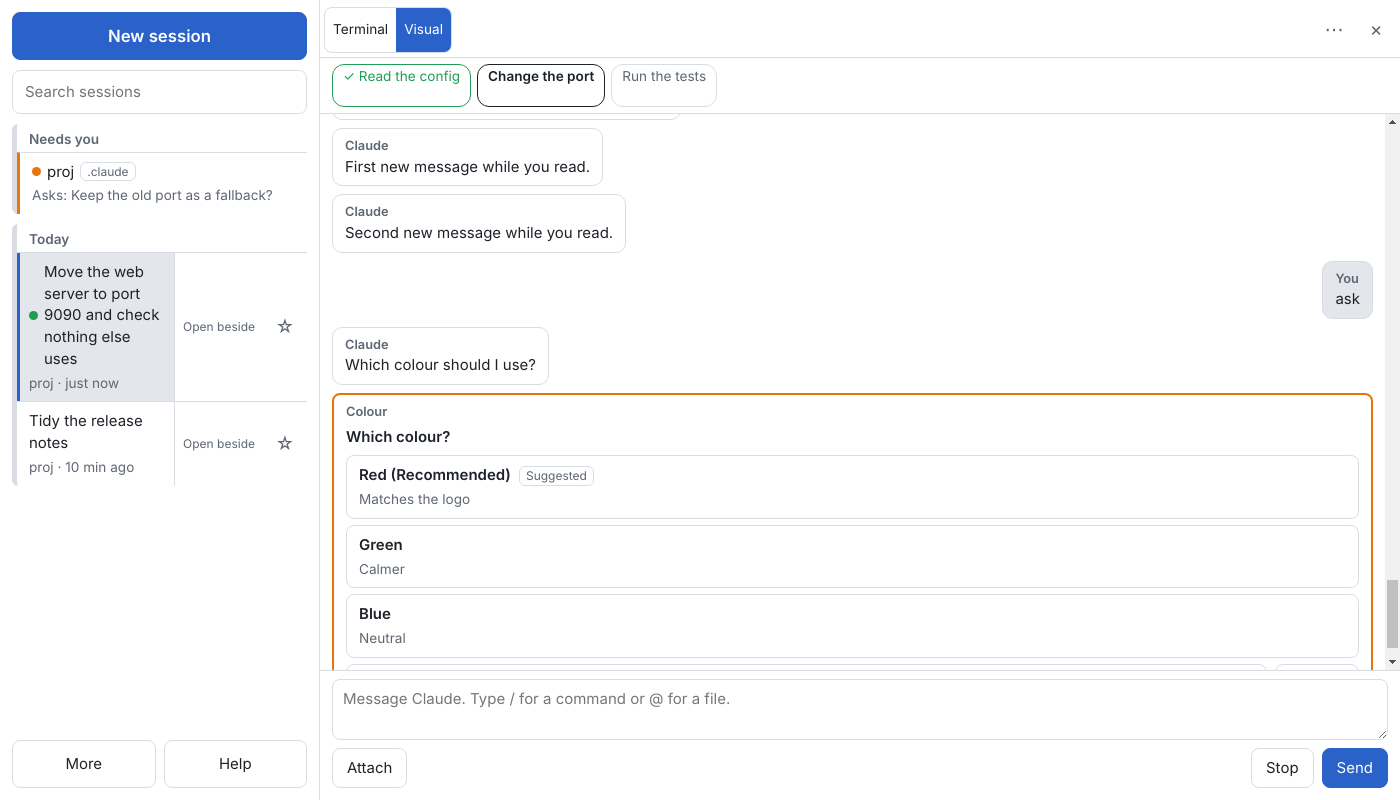 New session
Search sessions
Needs you
proj .claude
Asks: Keep the old port as a fallback?
Today
Move the web
server to port
9090 and check
nothing else
uses
proj · just now
Open beside ☆
Tidy the release
notes
proj · 10 min ago
Open beside ☆
More Help
Terminal Visual
··· ×
✓ Read the config Change the port Run the tests
Claude
First new message while you read.
Claude
Second new message while you read.
You
ask
Claude
Which colour should I use?
Colour
Which colour?
Red (Recommended) Suggested
Matches the logo
Green
Calmer
Blue
Neutral
Message Claude. Type / for a command or @ for a file.
Attach Stop Send